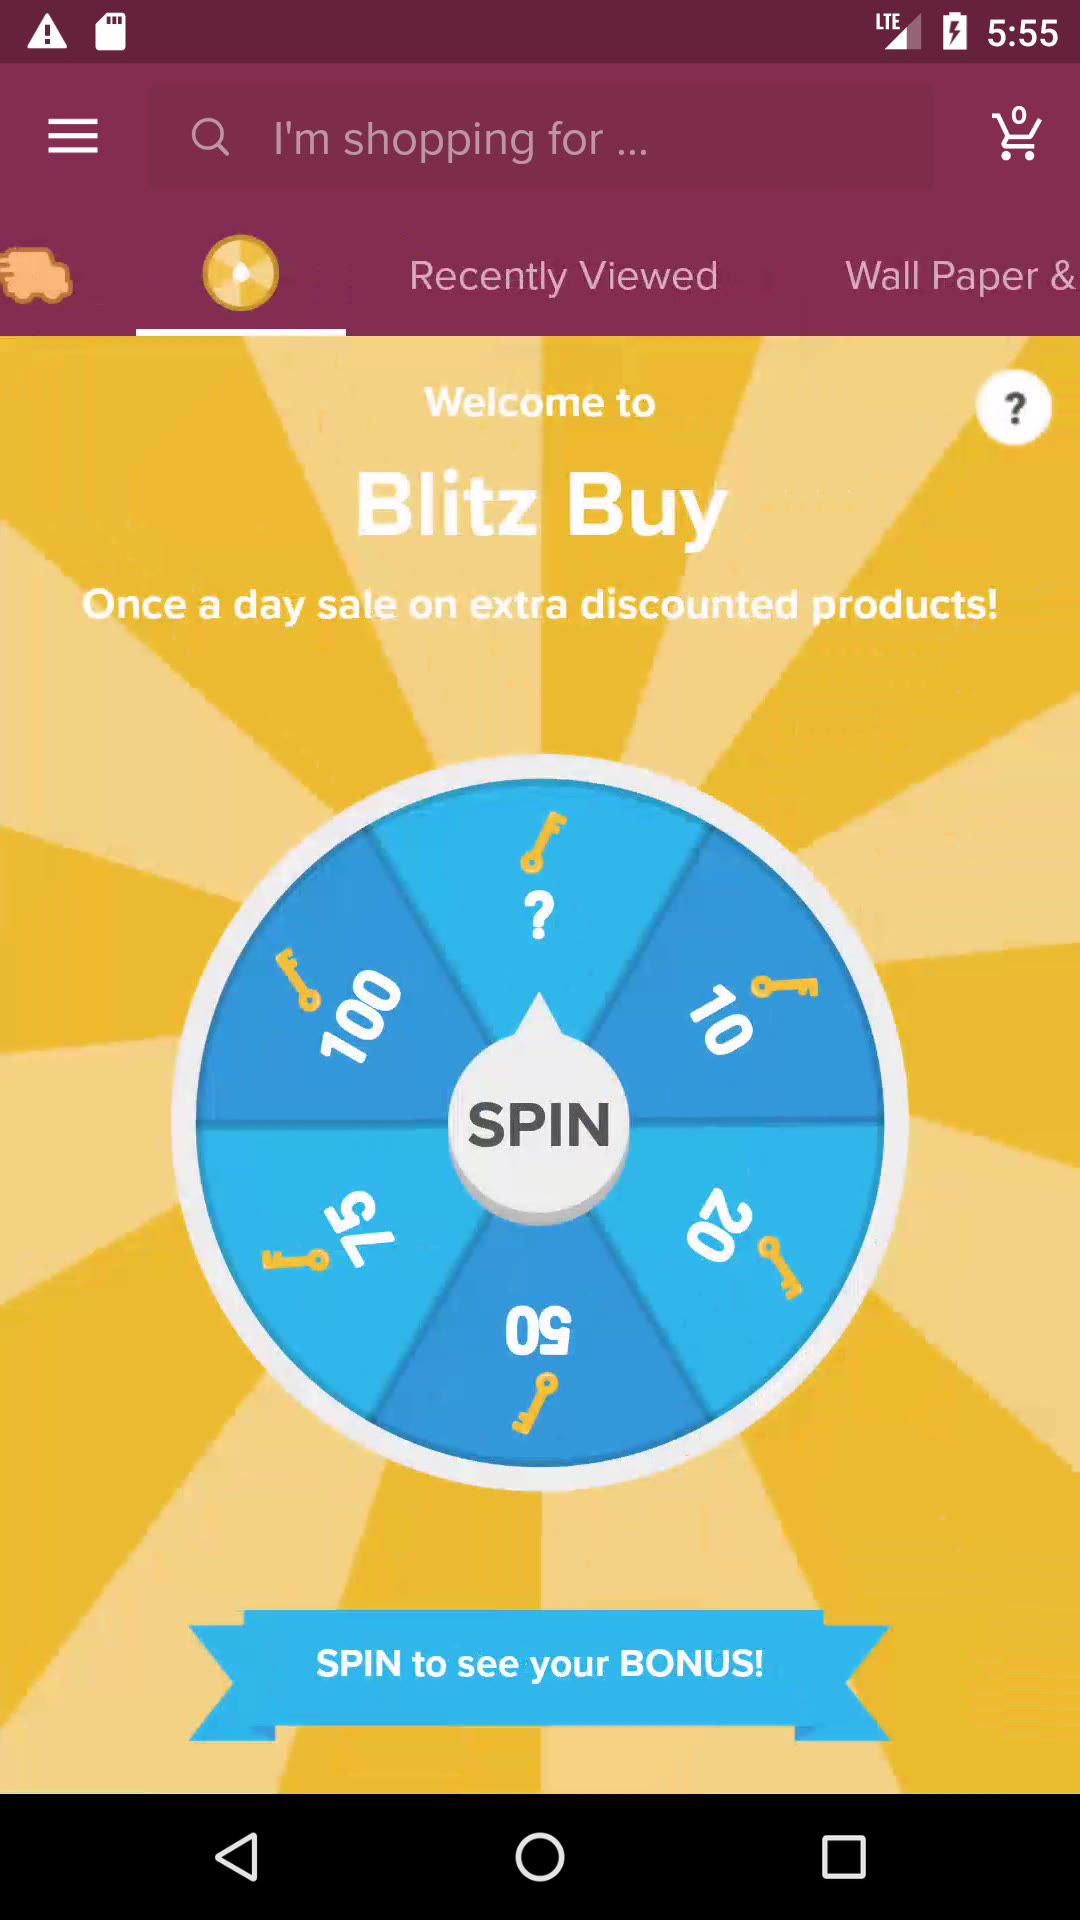 LTE 5:55
I'm shopping for ...
0
Recently Viewed
Wall Paper &
Welcome to
?
Blitz Buy
Once a day sale on extra discounted products!
?
100
10
SPIN
75
20
50
SPIN to see your BONUS!